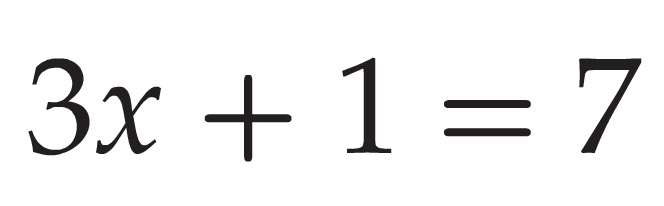 3x + 1 = 7